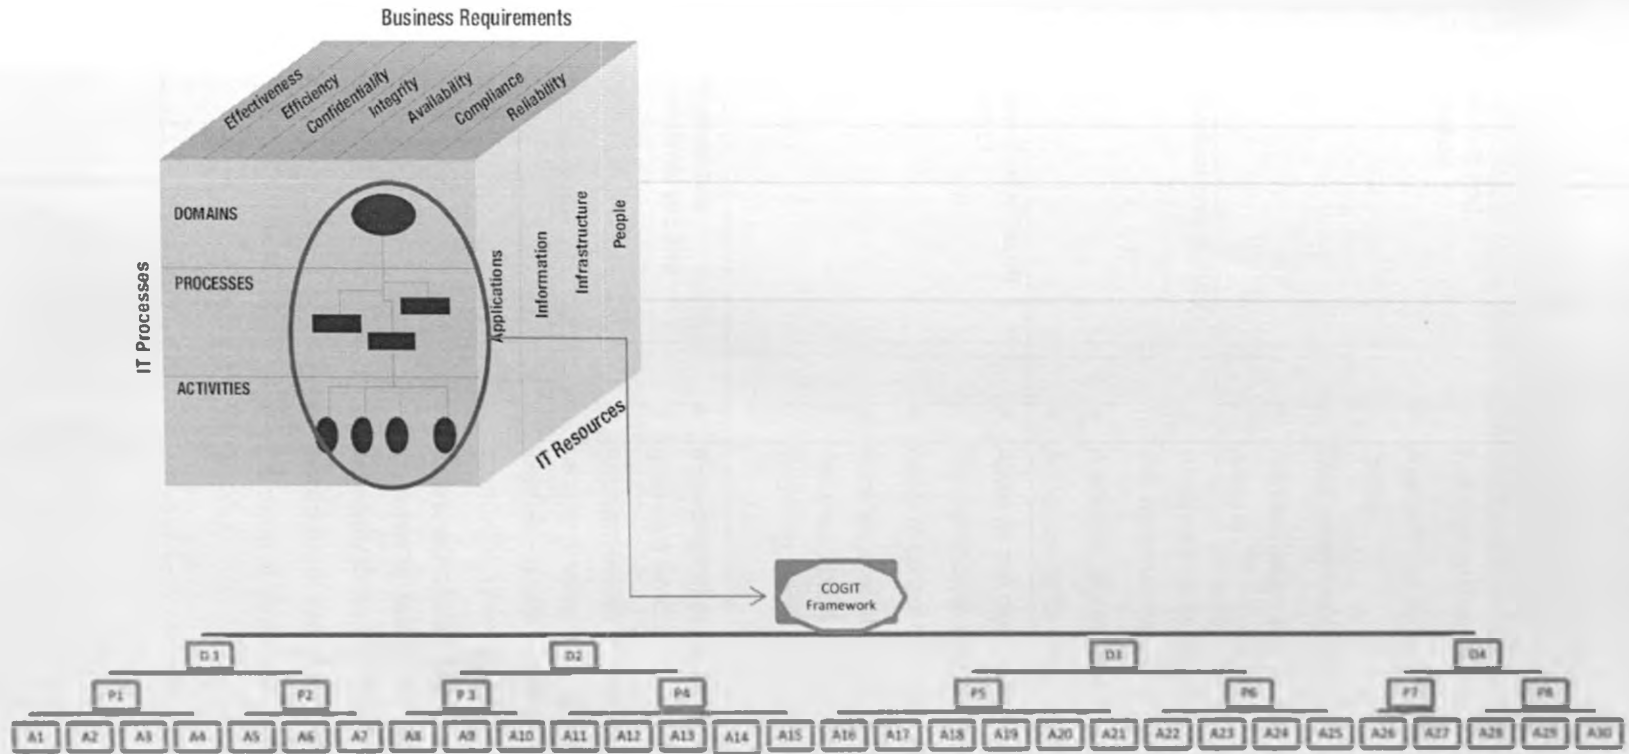 Business Requirements
Effectiveness
Efficiency
Confidentiality
Integrity
Availability
Compliance
Reliability
IT Processes
DOMAINS
PROCESSES
ACTIVITIES
Applications
Information
Infrastructure
People
IT Resources
COGIT
Framework
D1 D2 D3 D4
P1 P2 P3 P4 P5 P6 P7 P8
A1 A2 A3 A4 A5 A6 A7 A8 A9 A10 A11 A12 A13 A14 A15 A16 A17 A18 A19 A20 A21 A22 A23 A24 A25 A26 A27 A28 A29 A30